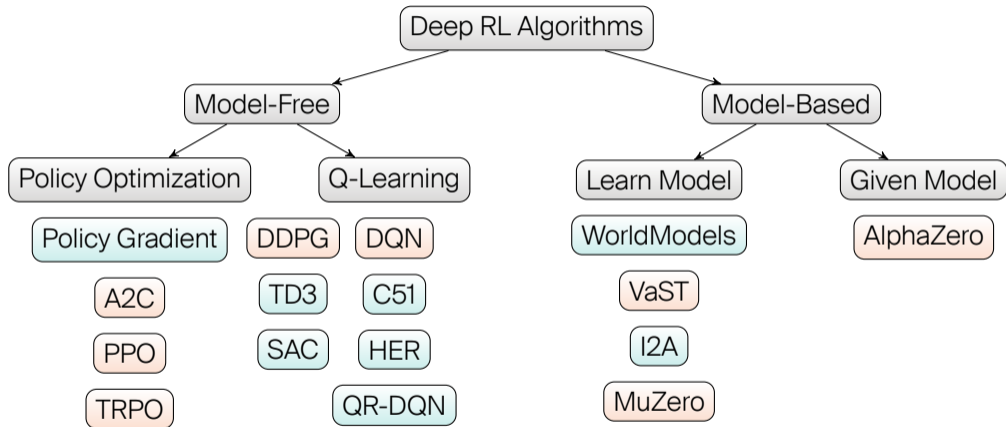 Deep RL Algorithms
Model-Free
Model-Based
Policy Optimization
Q-Learning
Learn Model
Given Model
Policy Gradient
DDPG
DQN
WorldModels
AlphaZero
A2C
TD3
C51
VaST
PPO
SAC
HER
I2A
TRPO
QR-DQN
MuZero